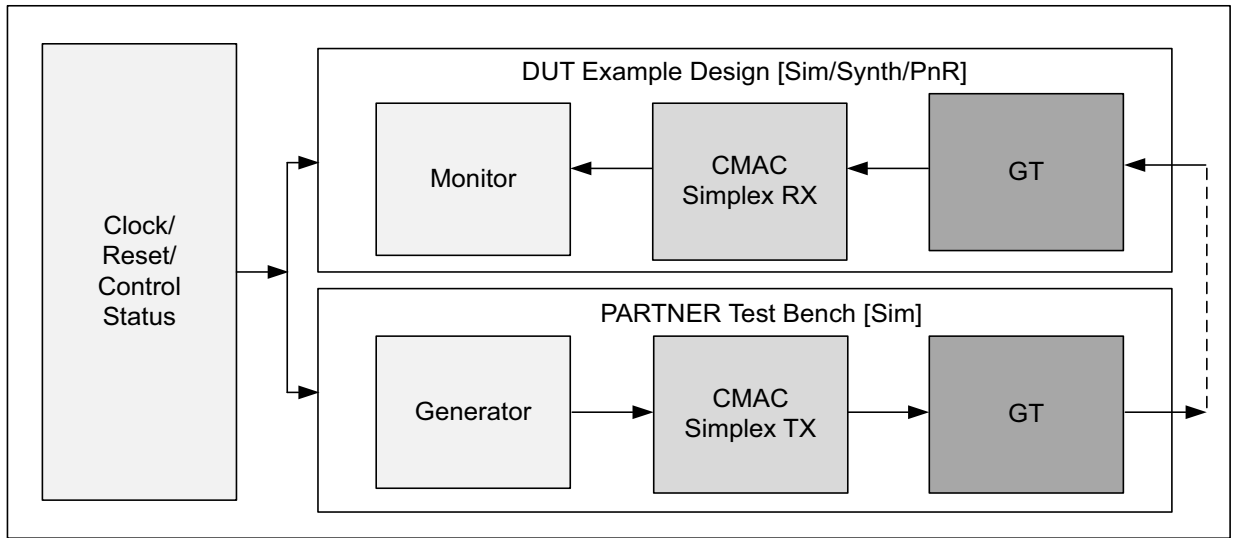 Clock/
Reset/
Control
Status
DUT Example Design [Sim/Synth/PnR]
Monitor
CMAC
Simplex RX
GT
PARTNER Test Bench [Sim]
Generator
CMAC
Simplex TX
GT